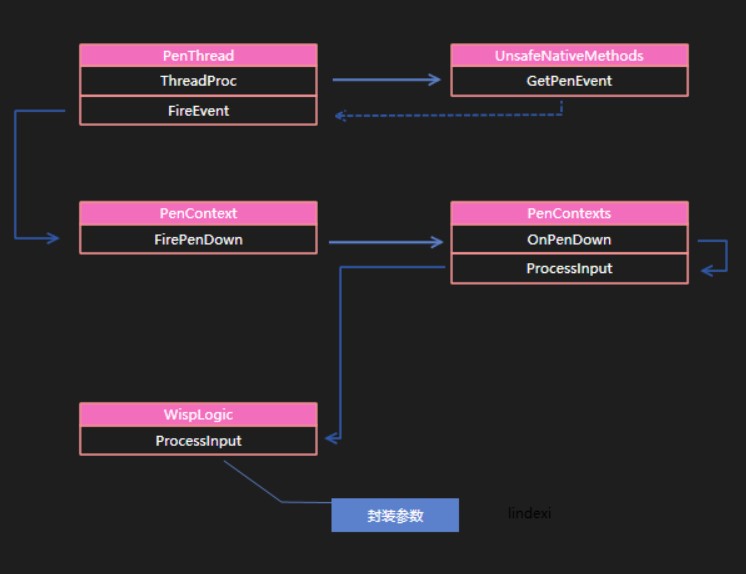 PenThread
ThreadProc
FireEvent
UnsafeNativeMethods
GetPenEvent
PenContext
FirePenDown
PenContexts
OnPenDown
ProcessInput
WispLogic
ProcessInput
封装参数
lindexi